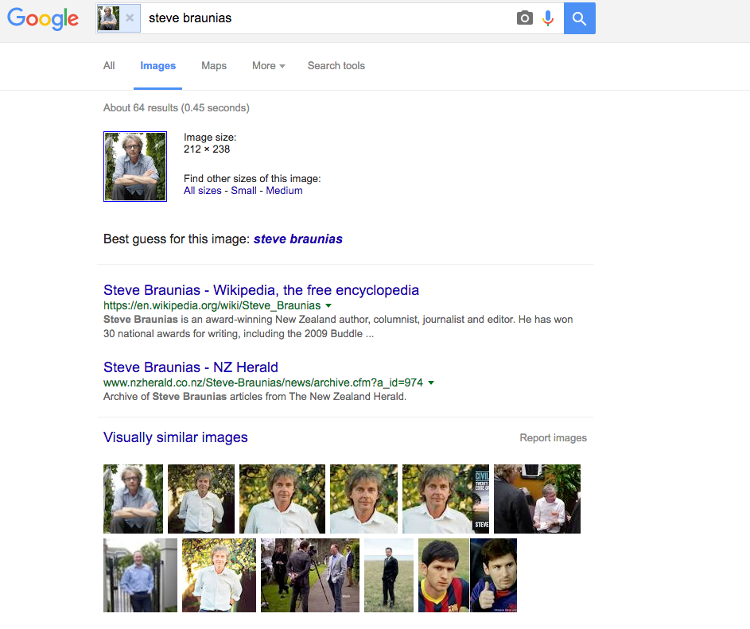 Google
steve braunias
All Images Maps More Search tools
About 64 results (0.45 seconds)
Image size:
212 × 238
Find other sizes of this image:
All sizes - Small - Medium
Best guess for this image: steve braunias
Steve Braunias - Wikipedia, the free encyclopedia
https://en.wikipedia.org/wiki/Steve_Braunias
Steve Braunias is an award-winning New Zealand author, columnist, journalist and editor. He has won
30 national awards for writing, including the 2009 Buddle ...
Steve Braunias - NZ Herald
www.nzherald.co.nz/Steve-Braunias/news/archive.cfm?a_id=974
Archive of Steve Braunias articles from The New Zealand Herald.
Visually similar images Report images
CIVIL
STEVE